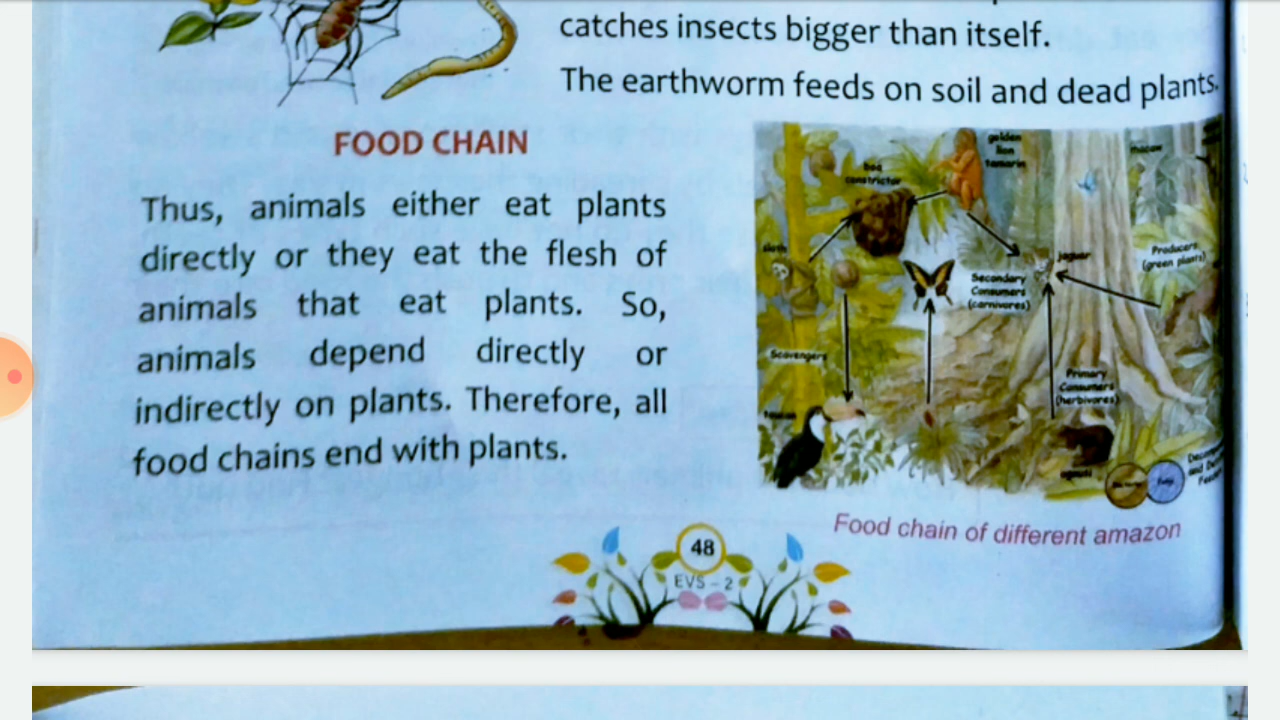 catches insects bigger than itself.
The earthworm feeds on soil and dead plants.
FOOD CHAIN
Thus, animals either eat plants
directly or they eat the flesh of
animals that eat plants. So,
animals depend directly or
indirectly on plants. Therefore, all
food chains end with plants.
golden
lion
tamarin
macaw
boa
constrictor
sloth
jaguar
Producers
(green plants)
Secondary
Consumers
(carnivores)
Scavengers
Primary
Consumers
(herbivores)
toucan
agouti
Fungi
Food chain of different amazon
48
EVS - 2